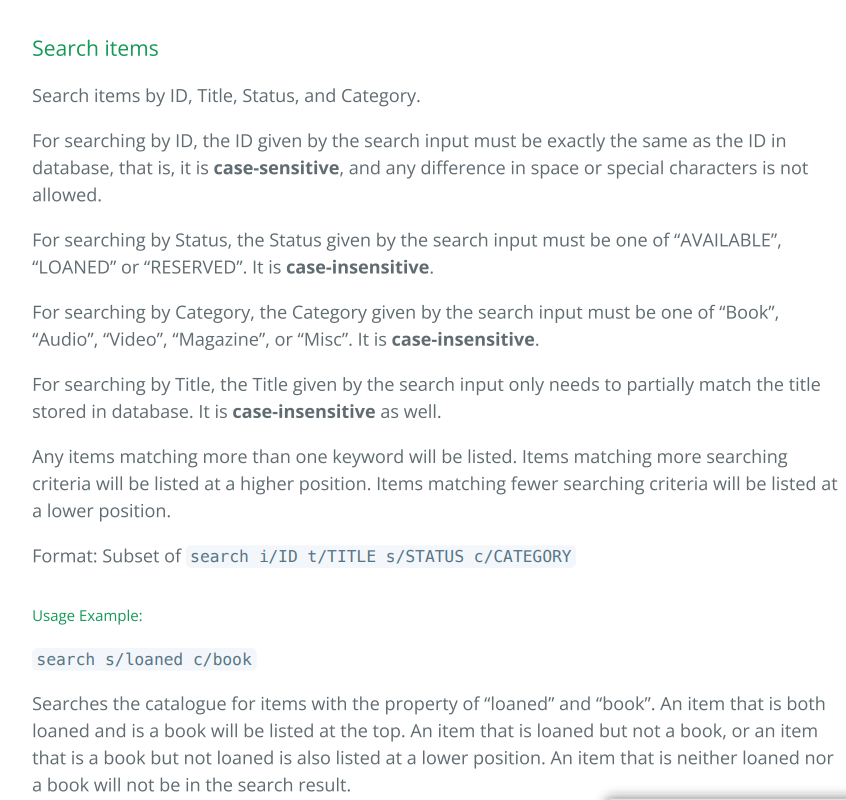 Search items
Search items by ID, Title, Status, and Category.
For searching by ID, the ID given by the search input must be exactly the same as the ID in
database, that is, it is case-sensitive, and any difference in space or special characters is not
allowed.
For searching by Status, the Status given by the search input must be one of “AVAILABLE”,
“LOANED” or “RESERVED”. It is case-insensitive.
For searching by Category, the Category given by the search input must be one of “Book”,
“Audio”, “Video”, “Magazine”, or “Misc”. It is case-insensitive.
For searching by Title, the Title given by the search input only needs to partially match the title
stored in database. It is case-insensitive as well.
Any items matching more than one keyword will be listed. Items matching more searching
criteria will be listed at a higher position. Items matching fewer searching criteria will be listed at
a lower position.
Format: Subset of search i/ID t/TITLE s/STATUS c/CATEGORY
Usage Example:
search s/loaned c/book
Searches the catalogue for items with the property of “loaned” and “book”. An item that is both
loaned and is a book will be listed at the top. An item that is loaned but not a book, or an item
that is a book but not loaned is also listed at a lower position. An item that is neither loaned nor
a book will not be in the search result.